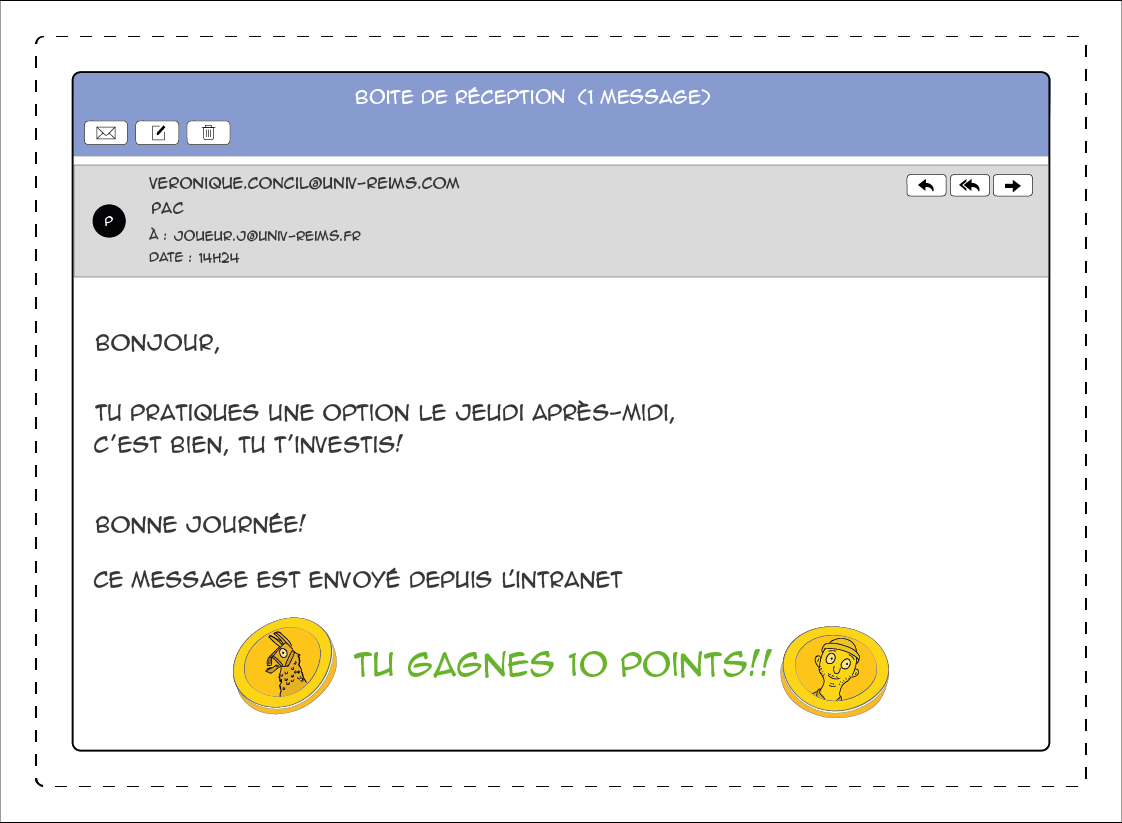 BOITE DE RÉCEPTION (1 MESSAGE)
VERONIQUE.CONCIL@UNIV-REIMS.COM
PAC
P
À : JOUEUR.J@UNIV-REIMS.FR
DATE : 14H24
BONJOUR,
TU PRATIQUES UNE OPTION LE JEUDI APRÈS-MIDI,
C'EST BIEN, TU T'INVESTIS!
BONNE JOURNÉE!
CE MESSAGE EST ENVOYÉ DEPUIS L'INTRANET
TU GAGNES 10 POINTS!!